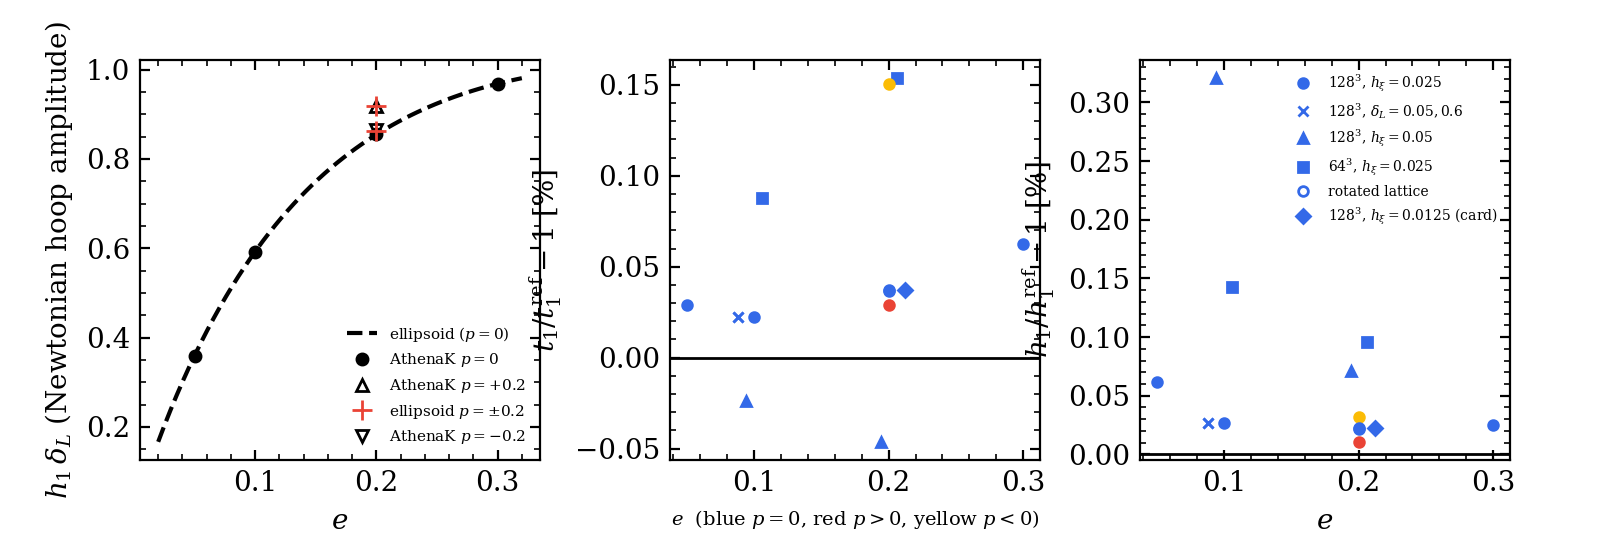 h₁ δ_L (Newtonian hoop amplitude)
1.0
0.8
0.6
0.4
0.2
0.1
0.2
0.3
e
ellipsoid (p = 0)
AthenaK p = 0
AthenaK p = +0.2
ellipsoid p = ±0.2
AthenaK p = −0.2
t₁/t₁^ref − 1 [%]
0.15
0.10
0.05
0.00
−0.05
0.1
0.2
0.3
e (blue p = 0, red p > 0, yellow p < 0)
h₁/h₁^ref − 1 [%]
0.30
0.25
0.20
0.15
0.10
0.05
0.00
0.1
0.2
0.3
e
128³, h_ξ = 0.025
128³, δ_L = 0.05, 0.6
128³, h_ξ = 0.05
64³, h_ξ = 0.025
rotated lattice
128³, h_ξ = 0.0125 (card)